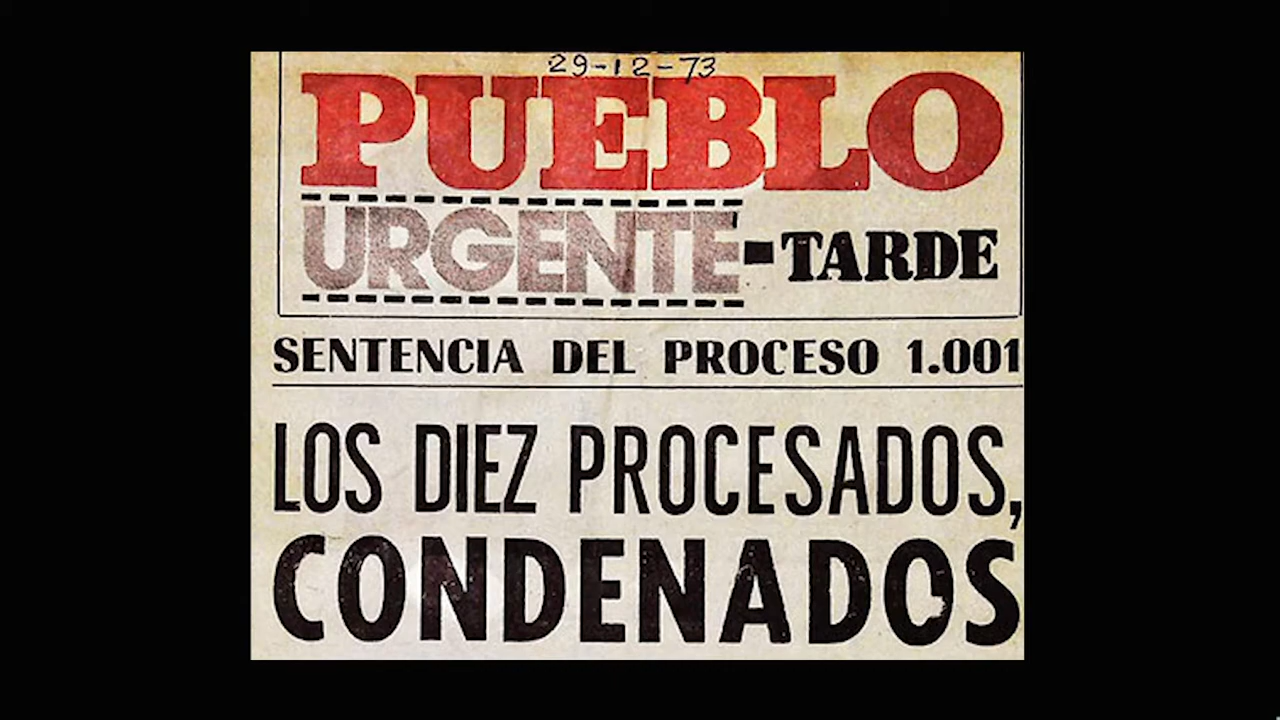 29-12-73
PUEBLO
URGENTE-TARDE
SENTENCIA DEL PROCESO 1.001
LOS DIEZ PROCESADOS,
CONDENADOS